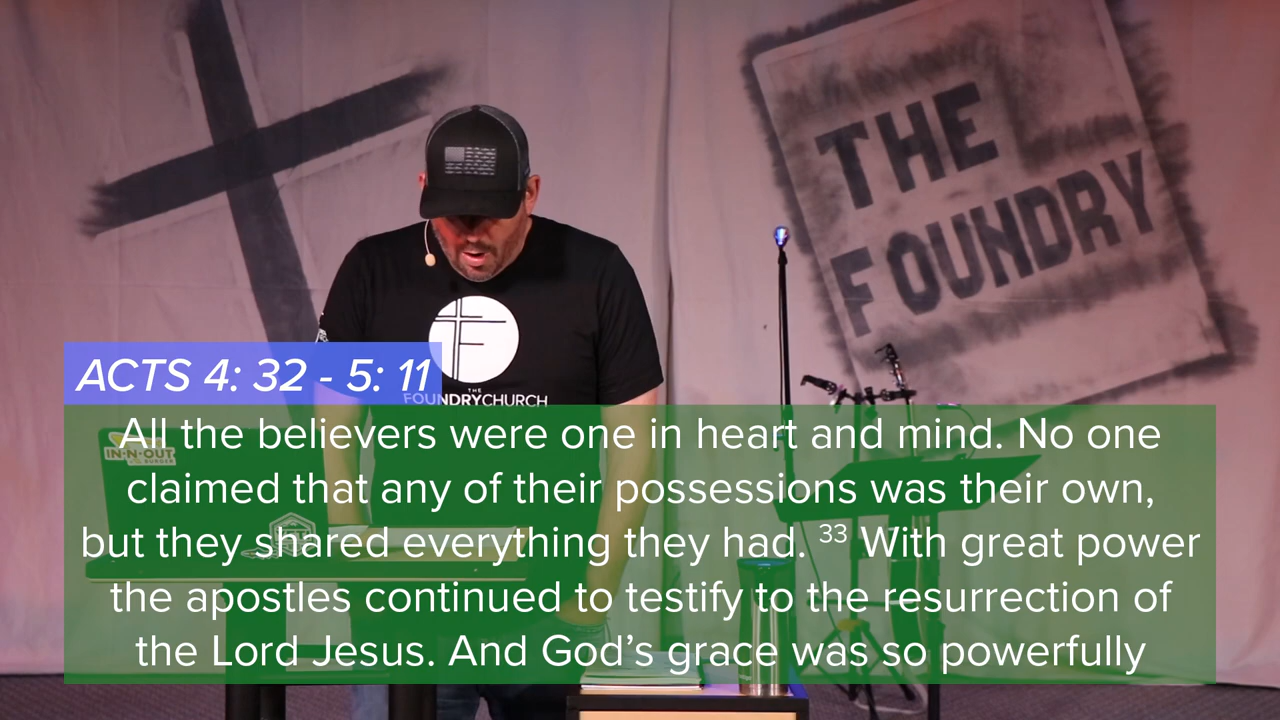 THE
FOUNDRY
THE
FOUNDRYCHURCH
ACTS 4: 32 - 5: 11
All the believers were one in heart and mind. No one
claimed that any of their possessions was their own,
but they shared everything they had. ³³ With great power
the apostles continued to testify to the resurrection of
the Lord Jesus. And God’s grace was so powerfully
IN-N-OUT
BURGER